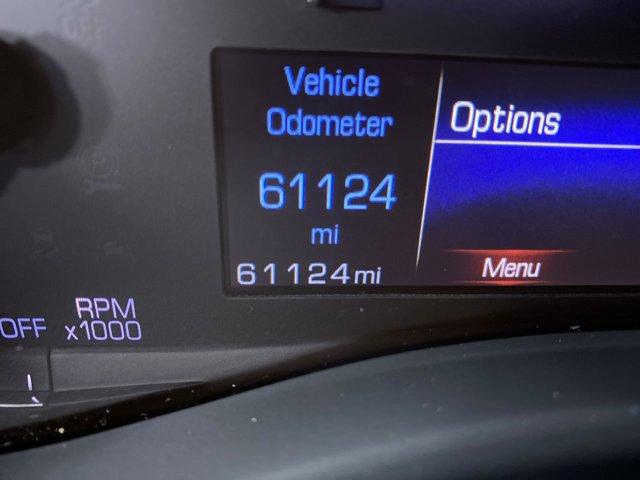 Vehicle
Odometer
61124
mi
61124mi
Options
Menu
RPM
x1000
OFF